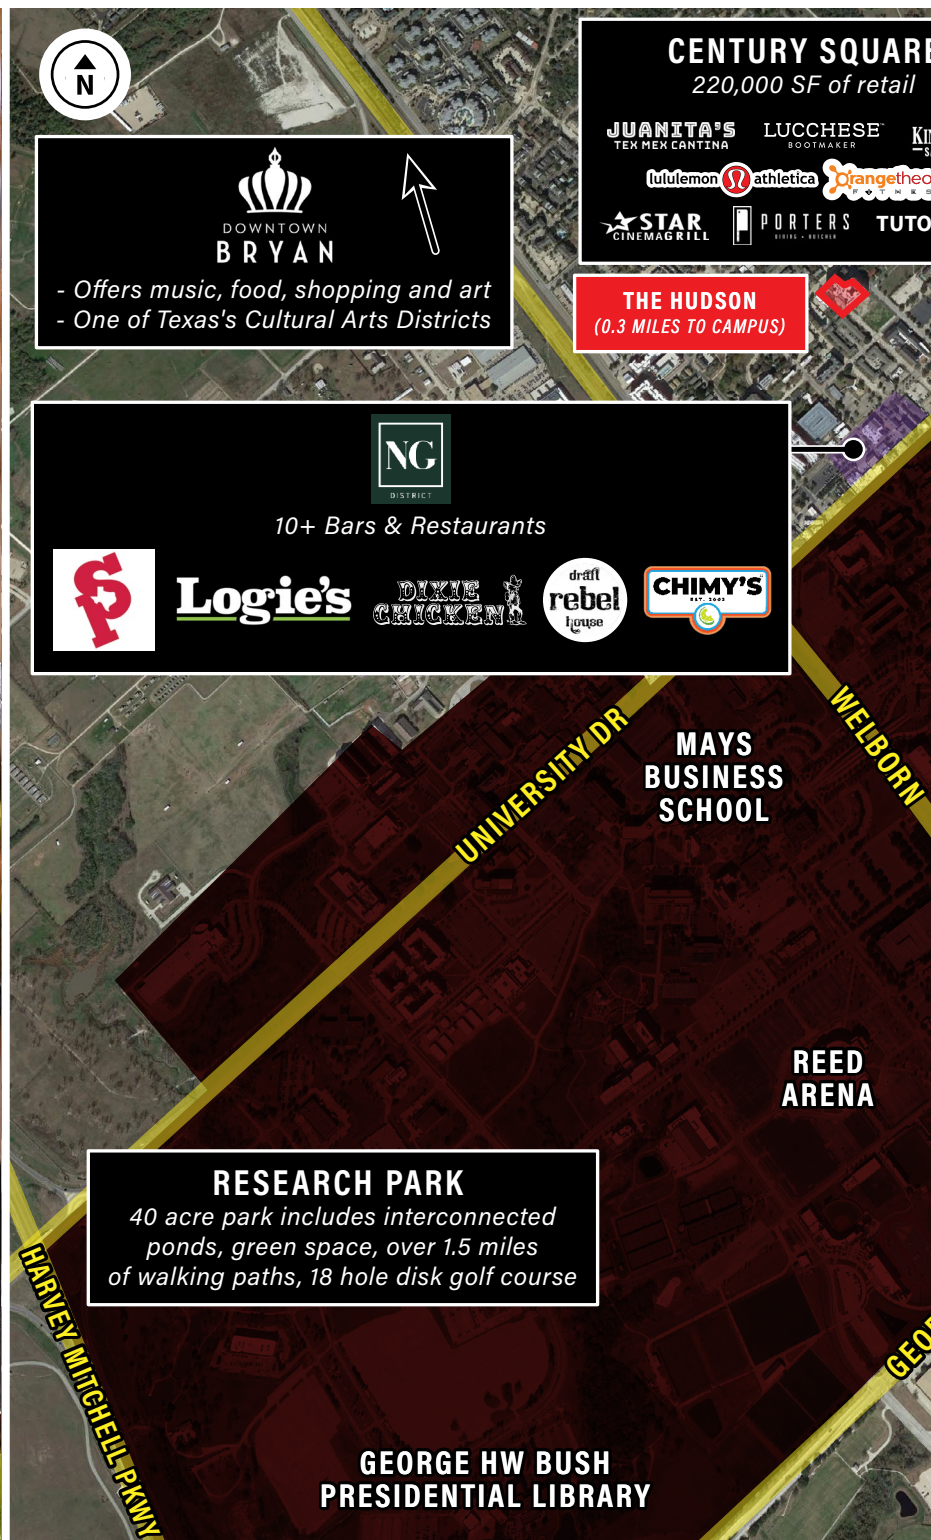 N
DOWNTOWN
BRYAN
- Offers music, food, shopping and art
- One of Texas's Cultural Arts Districts
CENTURY SQUARE
220,000 SF of retail
JUANITA'S
TEX MEX CANTINA
LUCCHESE
BOOTMAKER
lululemon athletica
STAR
CINEMAGRILL
PORTERS
DINING + BUTCHER
THE HUDSON
(0.3 MILES TO CAMPUS)
NG
DISTRICT
10+ Bars & Restaurants
Logie's
DIXIE
CHICKEN
draft
rebel
house
CHIMY'S
EST. 2003
UNIVERSITY DR
WELBORN
MAYS
BUSINESS
SCHOOL
REED
ARENA
RESEARCH PARK
40 acre park includes interconnected
ponds, green space, over 1.5 miles
of walking paths, 18 hole disk golf course
HARVEY MITCHELL PKWY
GEORGE HW BUSH
PRESIDENTIAL LIBRARY